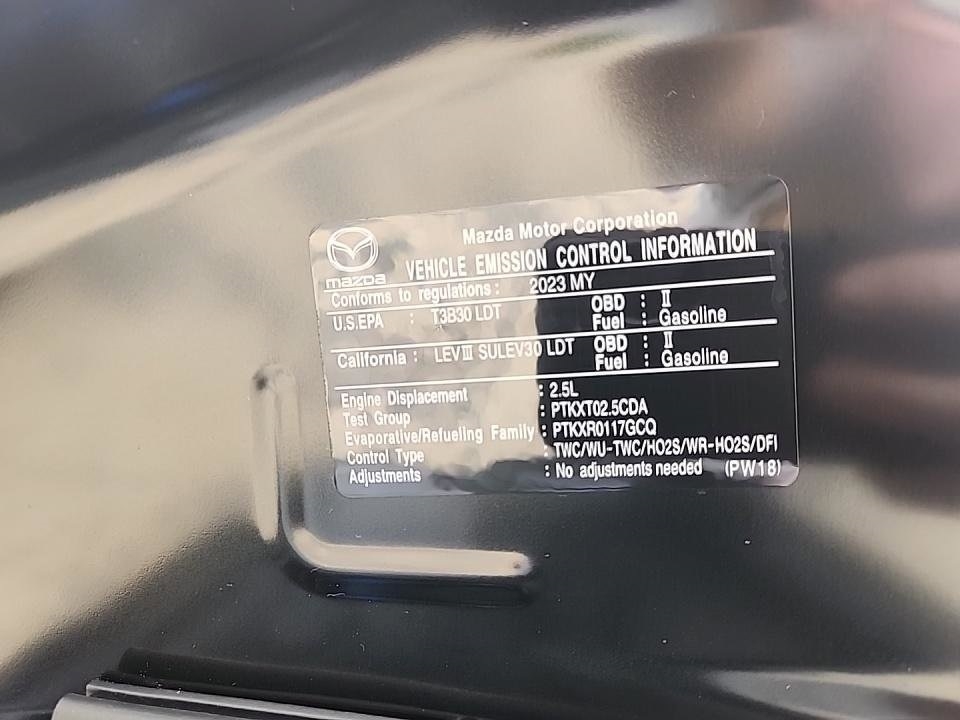 Mazda Motor Corporation
mazda
VEHICLE EMISSION CONTROL INFORMATION
Conforms to regulations : 2023 MY
U.S.EPA : T3B30 LDT OBD : II
Fuel : Gasoline
California : LEVIII SULEV30 LDT OBD : II
Fuel : Gasoline
Engine Displacement : 2.5L
Test Group : PTKXT02.5CDA
Evaporative/Refueling Family : PTKXR0117GCQ
Control Type : TWC/WU-TWC/HO2S/WR-HO2S/DFI
Adjustments : No adjustments needed (PW18)